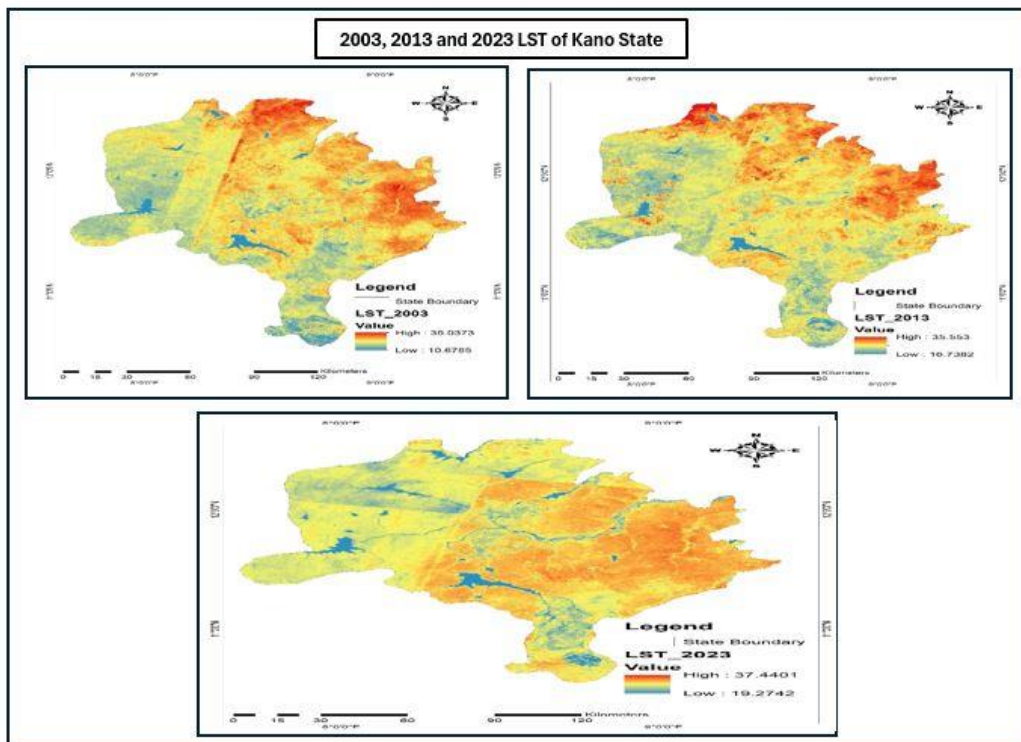 2003, 2013 and 2023 LST of Kano State
N
W E
S
Legend
State Boundary
LST_2003
Value
High : 38.0373
Low : 10.6785
Kilometers
0 15 30 60 90 120
N
W E
S
Legend
State Boundary
LST_2013
Value
High : 35.553
Low : 16.7382
Kilometers
0 15 30 60 90 120
N
W E
S
Legend
State Boundary
LST_2023
Value
High : 37.4401
Low : 19.2742
Kilometers
0 15 30 60 90 120